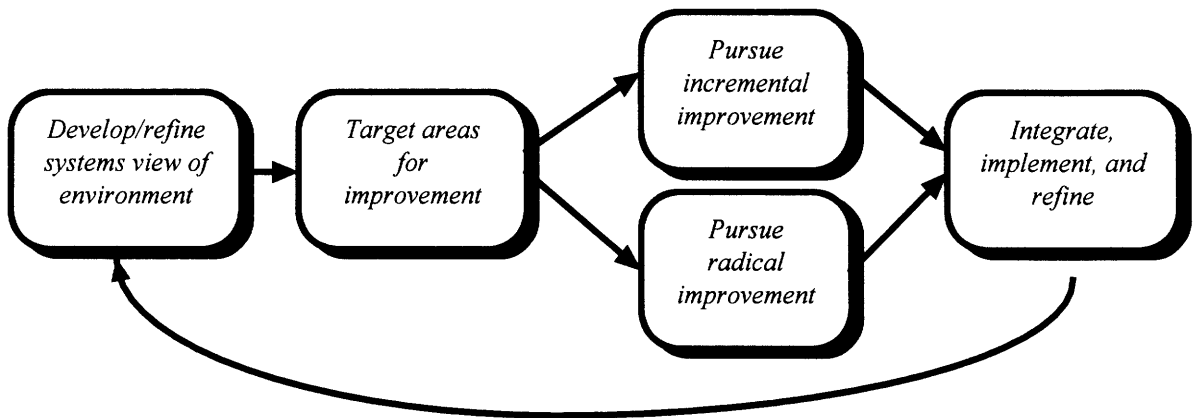 Develop/refine
systems view of
environment
Target areas
for
improvement
Pursue
incremental
improvement
Pursue
radical
improvement
Integrate,
implement, and
refine